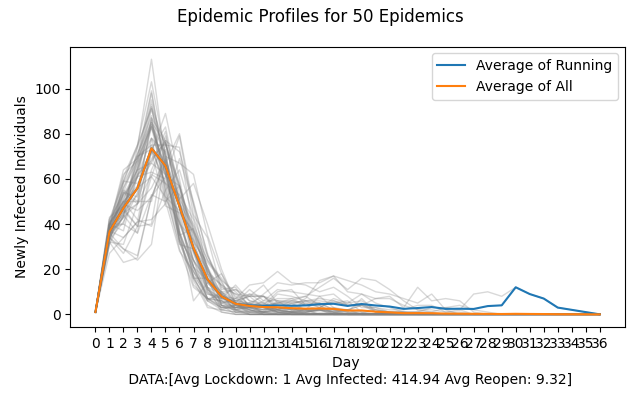 Epidemic Profiles for 50 Epidemics
Average of Running
Average of All
Newly Infected Individuals
100
80
60
40
20
0
0 1 2 3 4 5 6 7 8 9 10 11 12 13 14 15 16 17 18 19 20 21 22 23 24 25 26 27 28 29 30 31 32 33 34 35 36
Day
DATA:[Avg Lockdown: 1 Avg Infected: 414.94 Avg Reopen: 9.32]